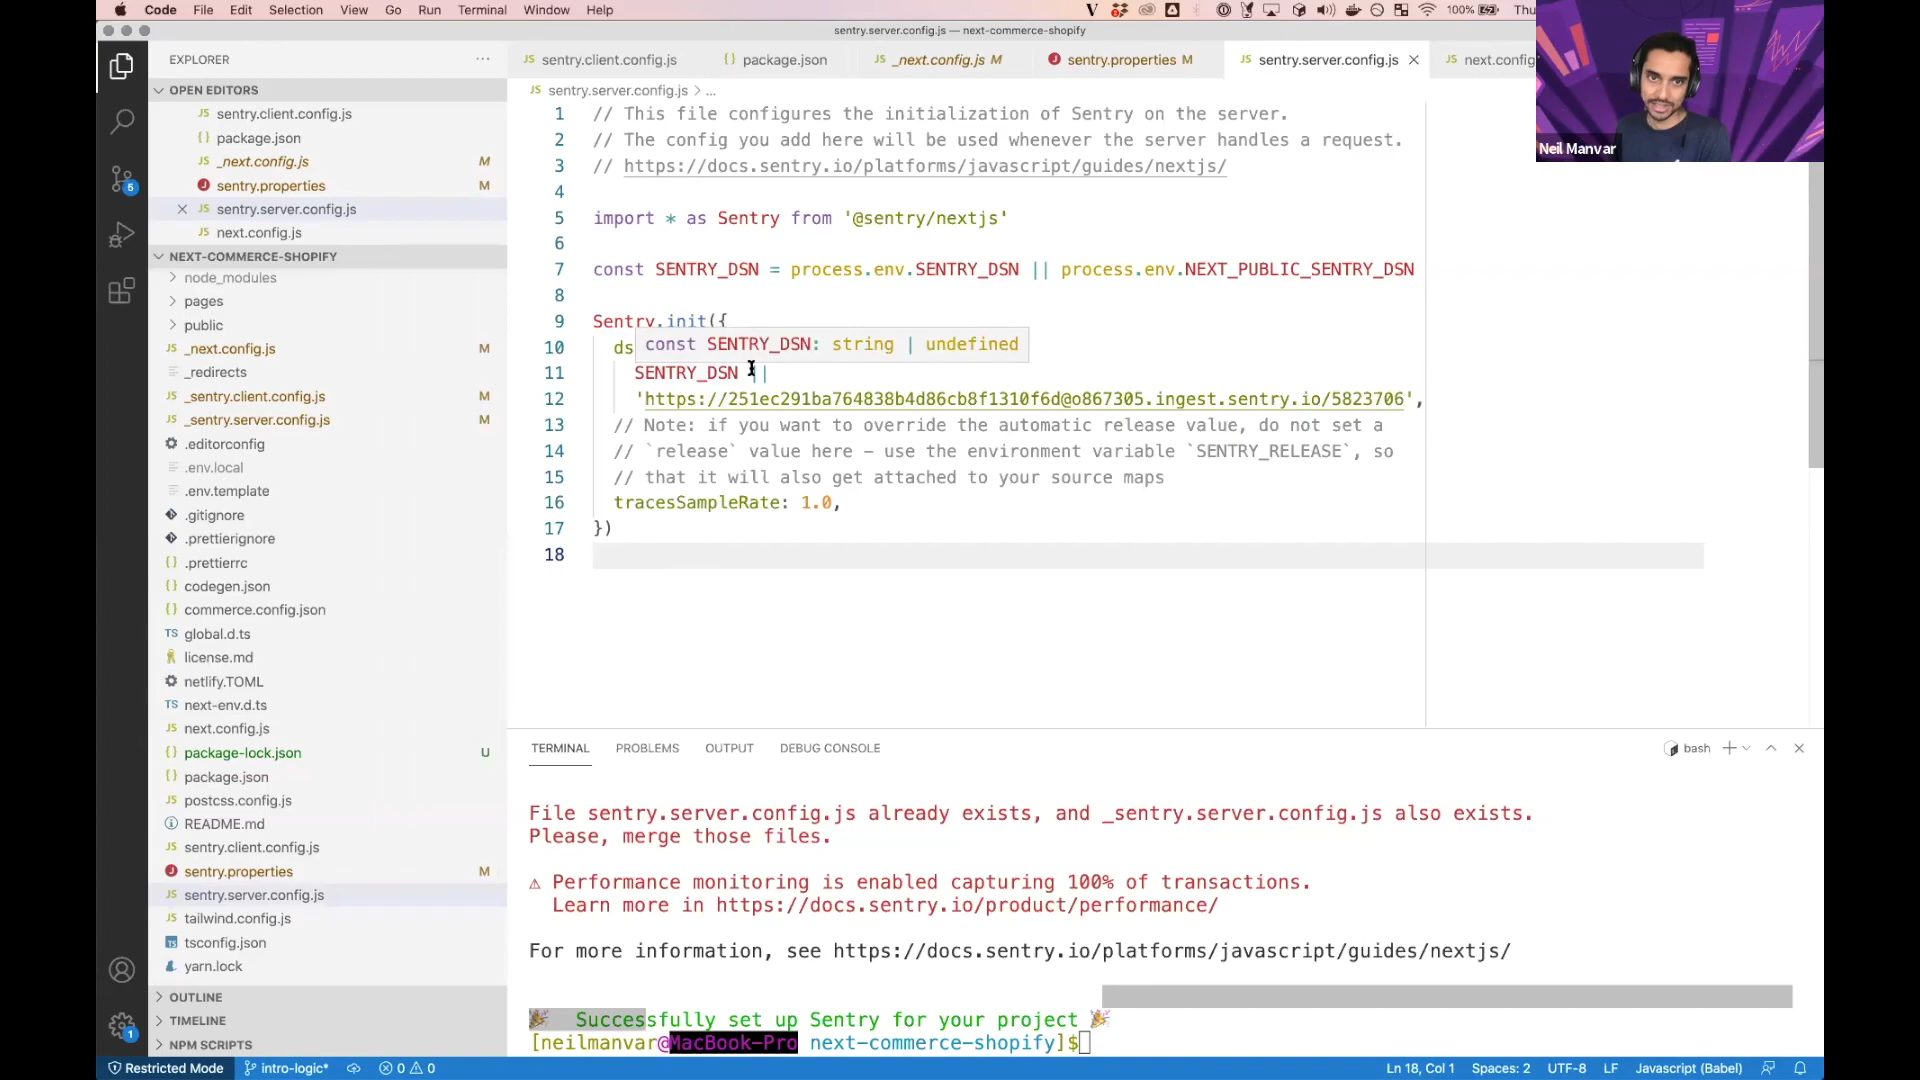 Code File Edit Selection View Go Run Terminal Window Help
100% Thu
sentry.server.config.js — next-commerce-shopify
EXPLORER
sentry.client.config.js
package.json
_next.config.js M
sentry.properties M
sentry.server.config.js
next.config
OPEN EDITORS
sentry.client.config.js
package.json
_next.config.js M
sentry.properties M
sentry.server.config.js
next.config.js
NEXT-COMMERCE-SHOPIFY
node_modules
pages
public
_next.config.js M
_redirects
_sentry.client.config.js M
_sentry.server.config.js M
.editorconfig
.env.local
.env.template
.gitignore
.prettierignore
.prettierrc
codegen.json
commerce.config.json
global.d.ts
license.md
netlify.TOML
next-env.d.ts
next.config.js
package-lock.json U
package.json
postcss.config.js
README.md
sentry.client.config.js
sentry.properties M
sentry.server.config.js
tailwind.config.js
tsconfig.json
yarn.lock
OUTLINE
TIMELINE
NPM SCRIPTS
5
1
sentry.server.config.js > ...
1 // This file configures the initialization of Sentry on the server.
2 // The config you add here will be used whenever the server handles a request.
3 // https://docs.sentry.io/platforms/javascript/guides/nextjs/
4
5 import * as Sentry from '@sentry/nextjs'
6
7 const SENTRY_DSN = process.env.SENTRY_DSN || process.env.NEXT_PUBLIC_SENTRY_DSN
8
9 Sentry.init({
10 ds
const SENTRY_DSN: string | undefined
11 SENTRY_DSN ||
12 'https://251ec291ba764838b4d86cb8f1310f6d@o867305.ingest.sentry.io/5823706',
13 // Note: if you want to override the automatic release value, do not set a
14 // `release` value here – use the environment variable `SENTRY_RELEASE`, so
15 // that it will also get attached to your source maps
16 tracesSampleRate: 1.0,
17 })
18
Neil Manvar
TERMINAL PROBLEMS OUTPUT DEBUG CONSOLE
bash
File sentry.server.config.js already exists, and _sentry.server.config.js also exists.
Please, merge those files.
⚠ Performance monitoring is enabled capturing 100% of transactions.
Learn more in https://docs.sentry.io/product/performance/
For more information, see https://docs.sentry.io/platforms/javascript/guides/nextjs/
🎉 Successfully set up Sentry for your project 🎉
[neilmanvar@MacBook-Pro next-commerce-shopify]$
Restricted Mode intro-logic* 0 0
Ln 18, Col 1 Spaces: 2 UTF-8 LF Javascript (Babel)